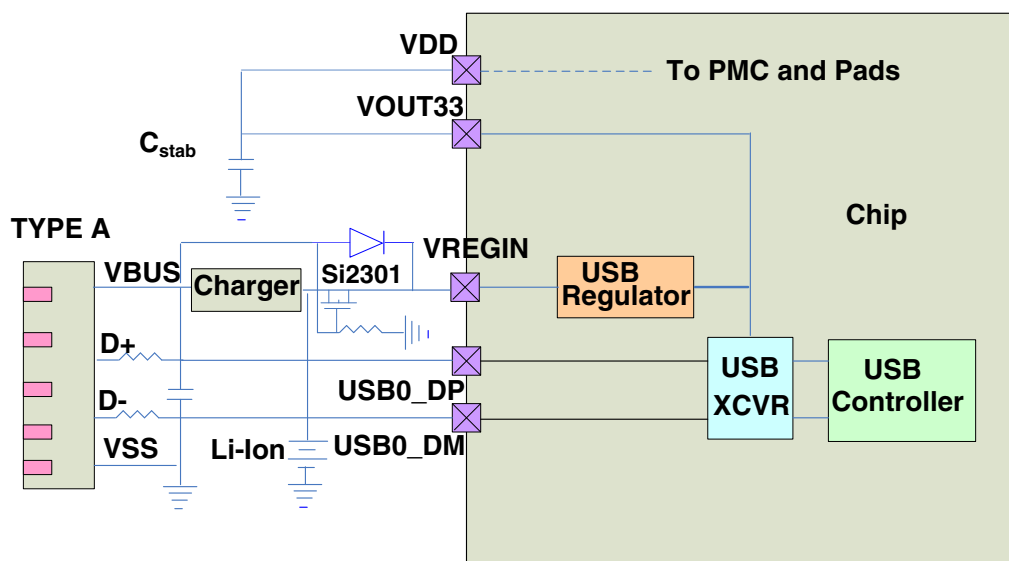 VDD
To PMC and Pads
VOUT33
C_stab
Chip
TYPE A
VREGIN
VBUS
Charger
Si2301
USB
Regulator
D+
USB0_DP
USB
XCVR
USB
Controller
D-
VSS
Li-Ion
USB0_DM